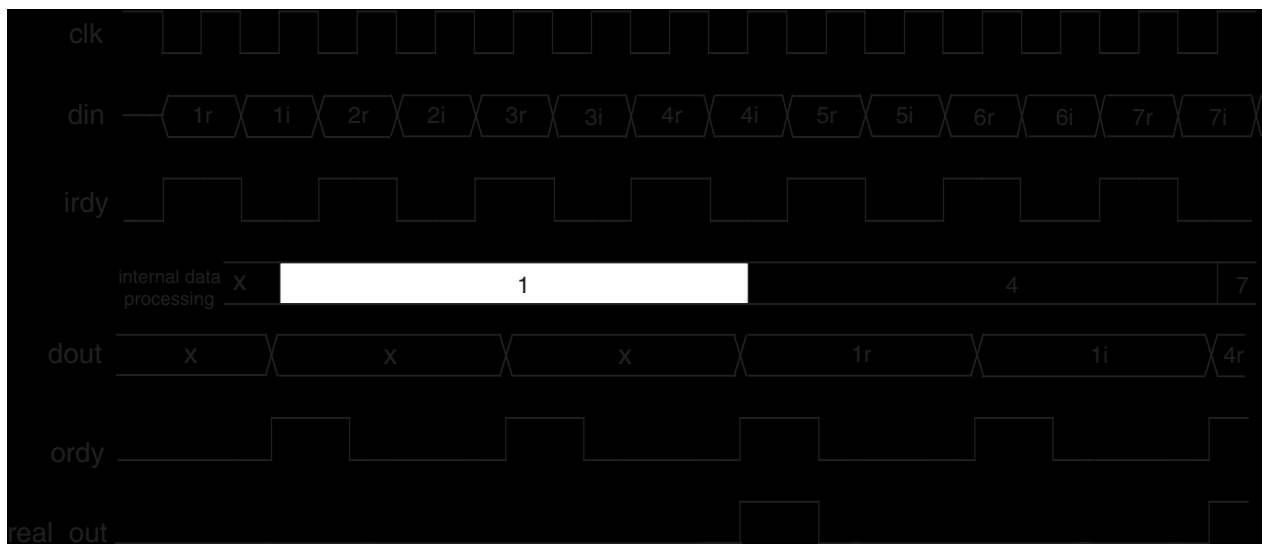 clk
din 1r 1i 2r 2i 3r 3i 4r 4i 5r 5i 6r 6i 7r 7i
irdy
internal data
processing x 1 4 7
dout x x x 1r 1i 4r
ordy
real_out